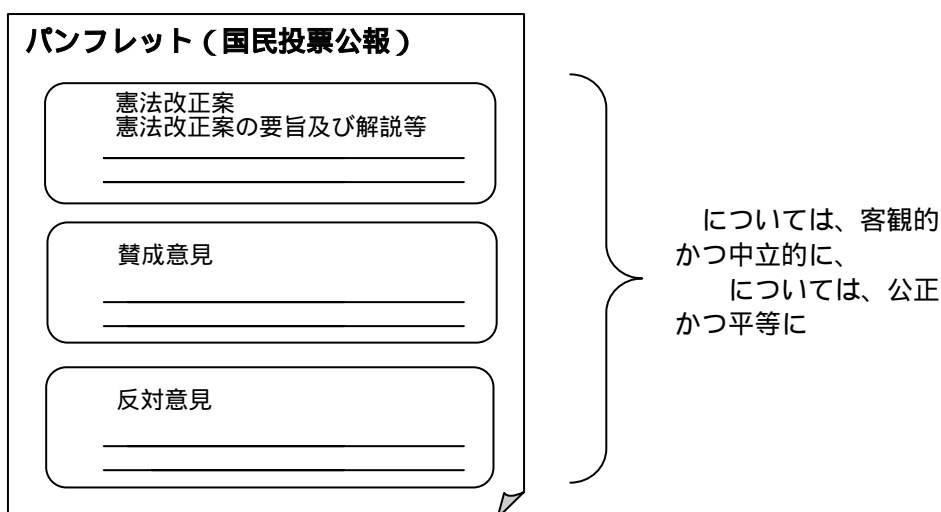 パンフレット(国民投票公報)
憲法改正案
憲法改正案の要旨及び解説等
賛成意見
反対意見
については、客観的
かつ中立的に、
については、公正
かつ平等に